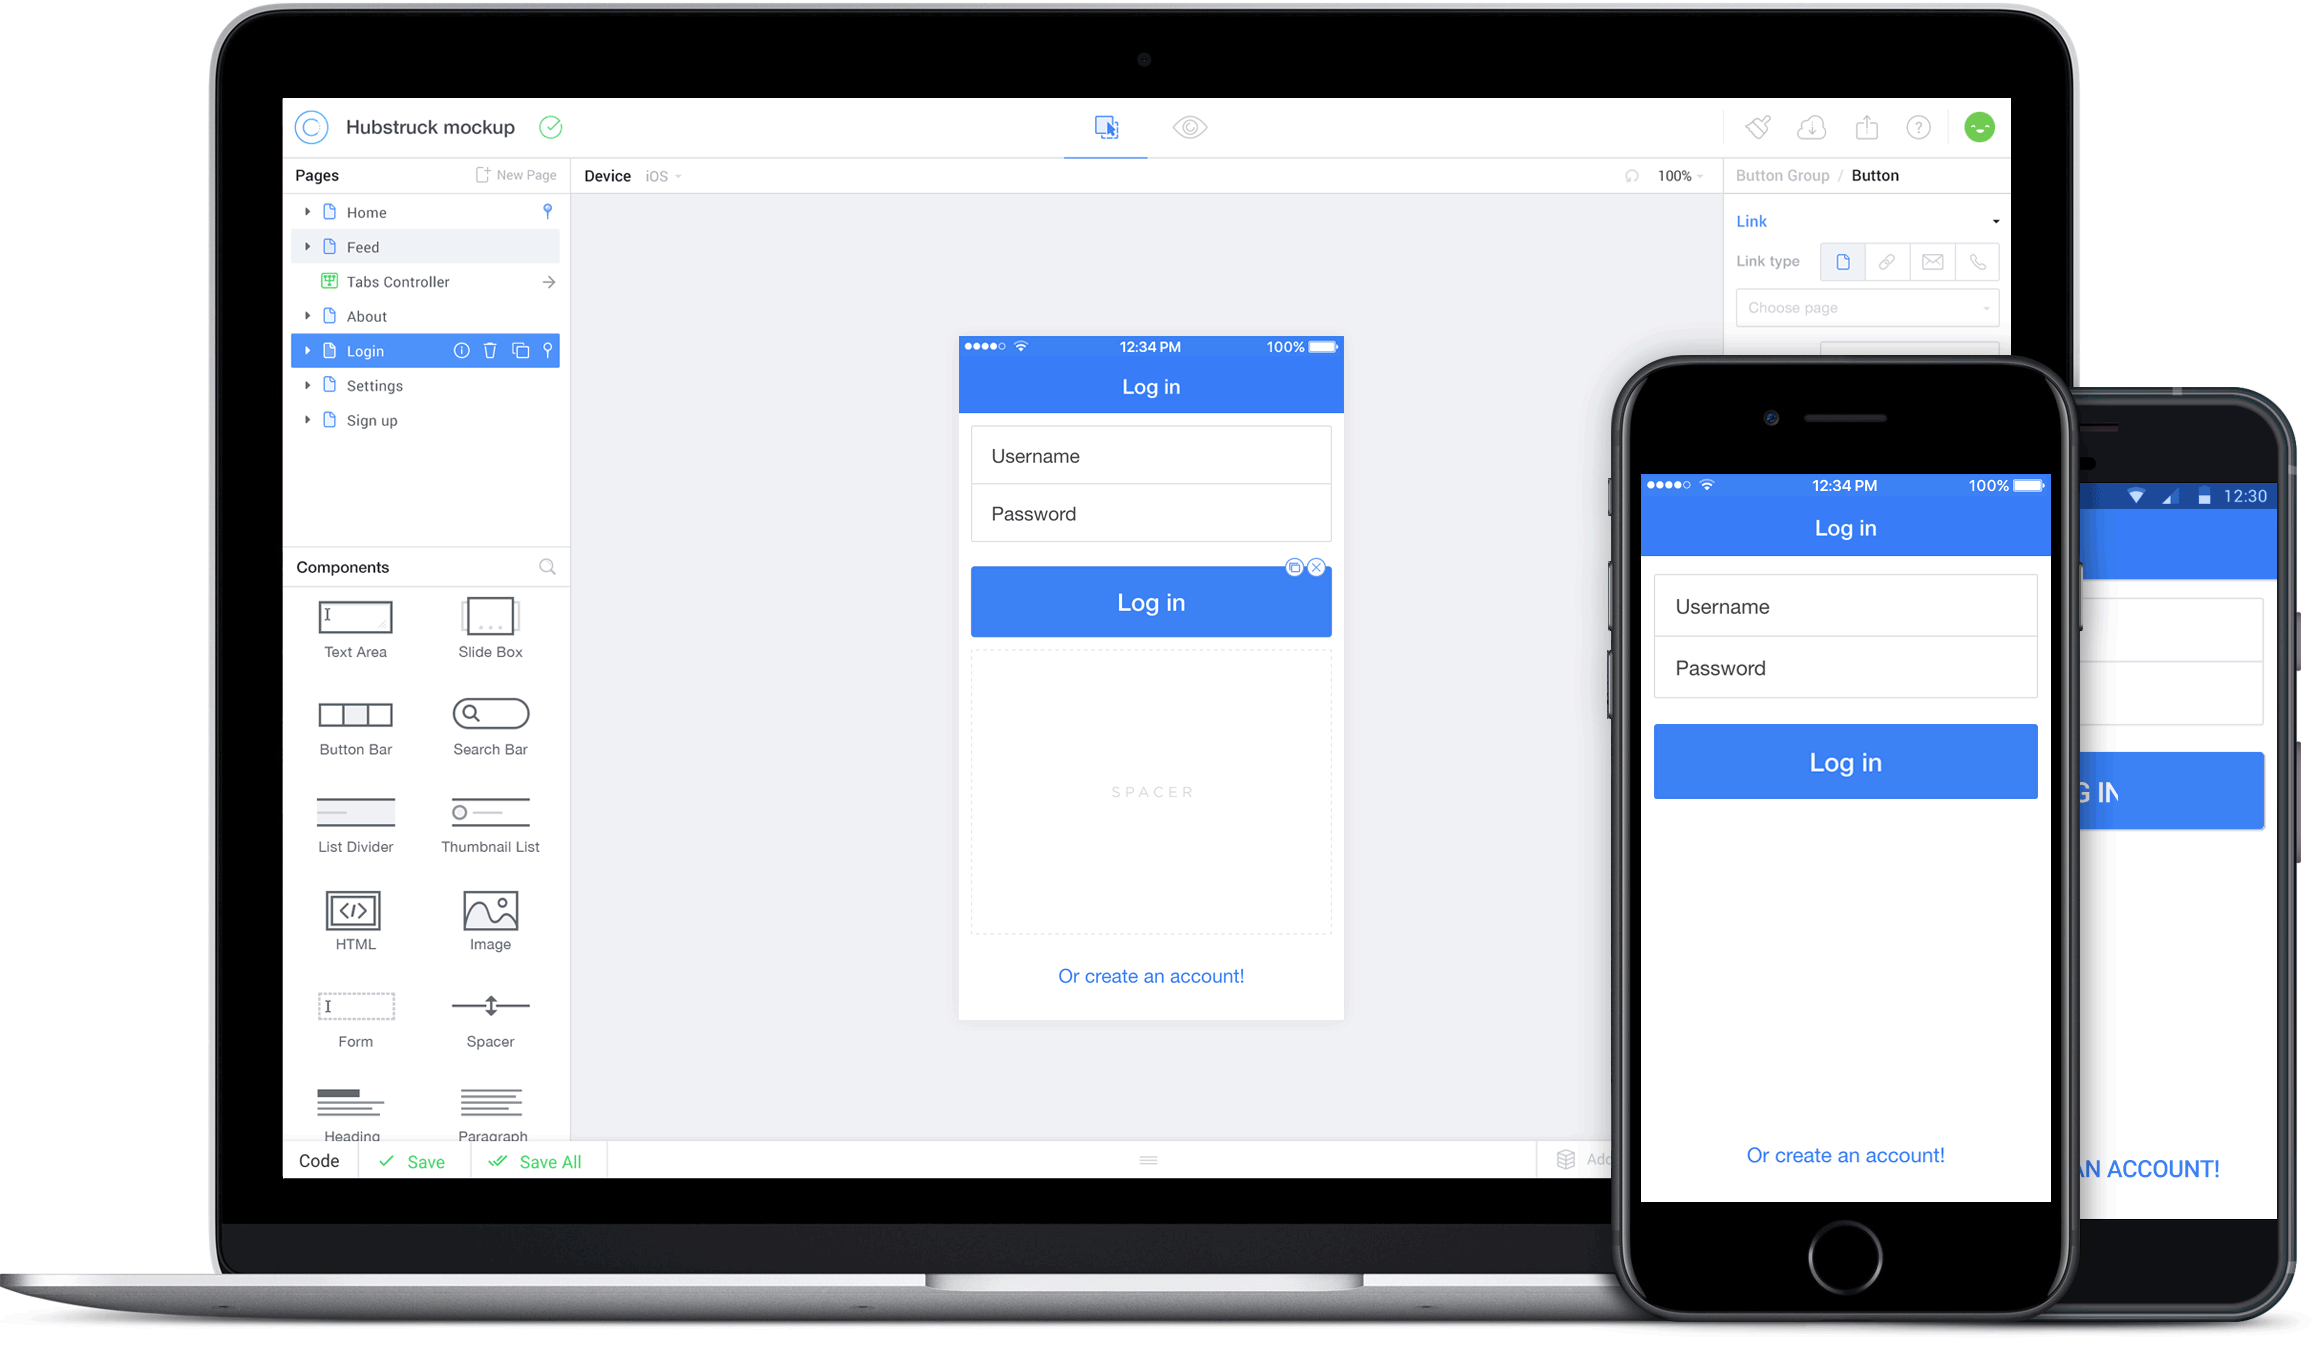 Hubstruck mockup
Pages
New Page
Device iOS
100%
Button Group / Button
Home
Feed
Tabs Controller
About
Login
Settings
Sign up
Link
Link type
Choose page
Components
Text Area
Slide Box
Button Bar
Search Bar
List Divider
Thumbnail List
HTML
Image
Form
Spacer
Heading
Paragraph
Code
Save
Save All
12:34 PM
100%
Log in
Username
Password
Log in
SPACER
Or create an account!
12:34 PM
100%
Log in
Username
Password
Log in
Or create an account!
12:30
IN
AN ACCOUNT!